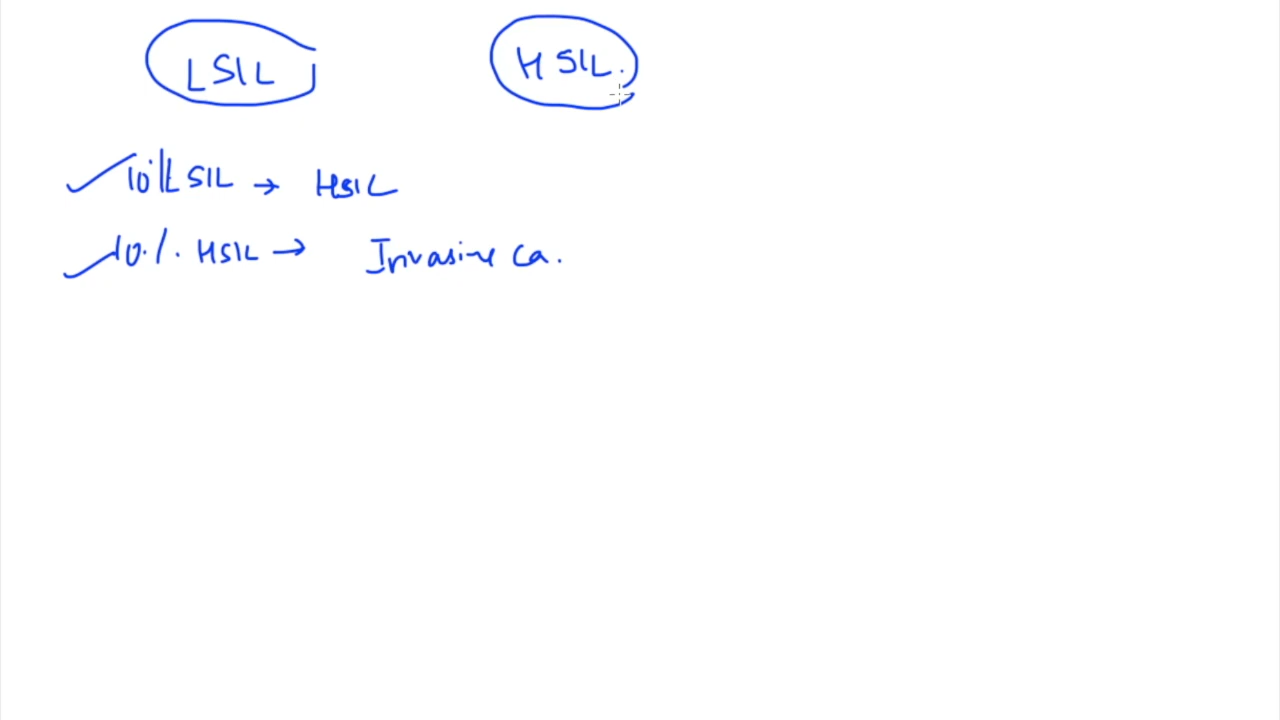 LSIL HSIL.
10% LSIL → HSIL
10% HSIL → Invasive Ca.